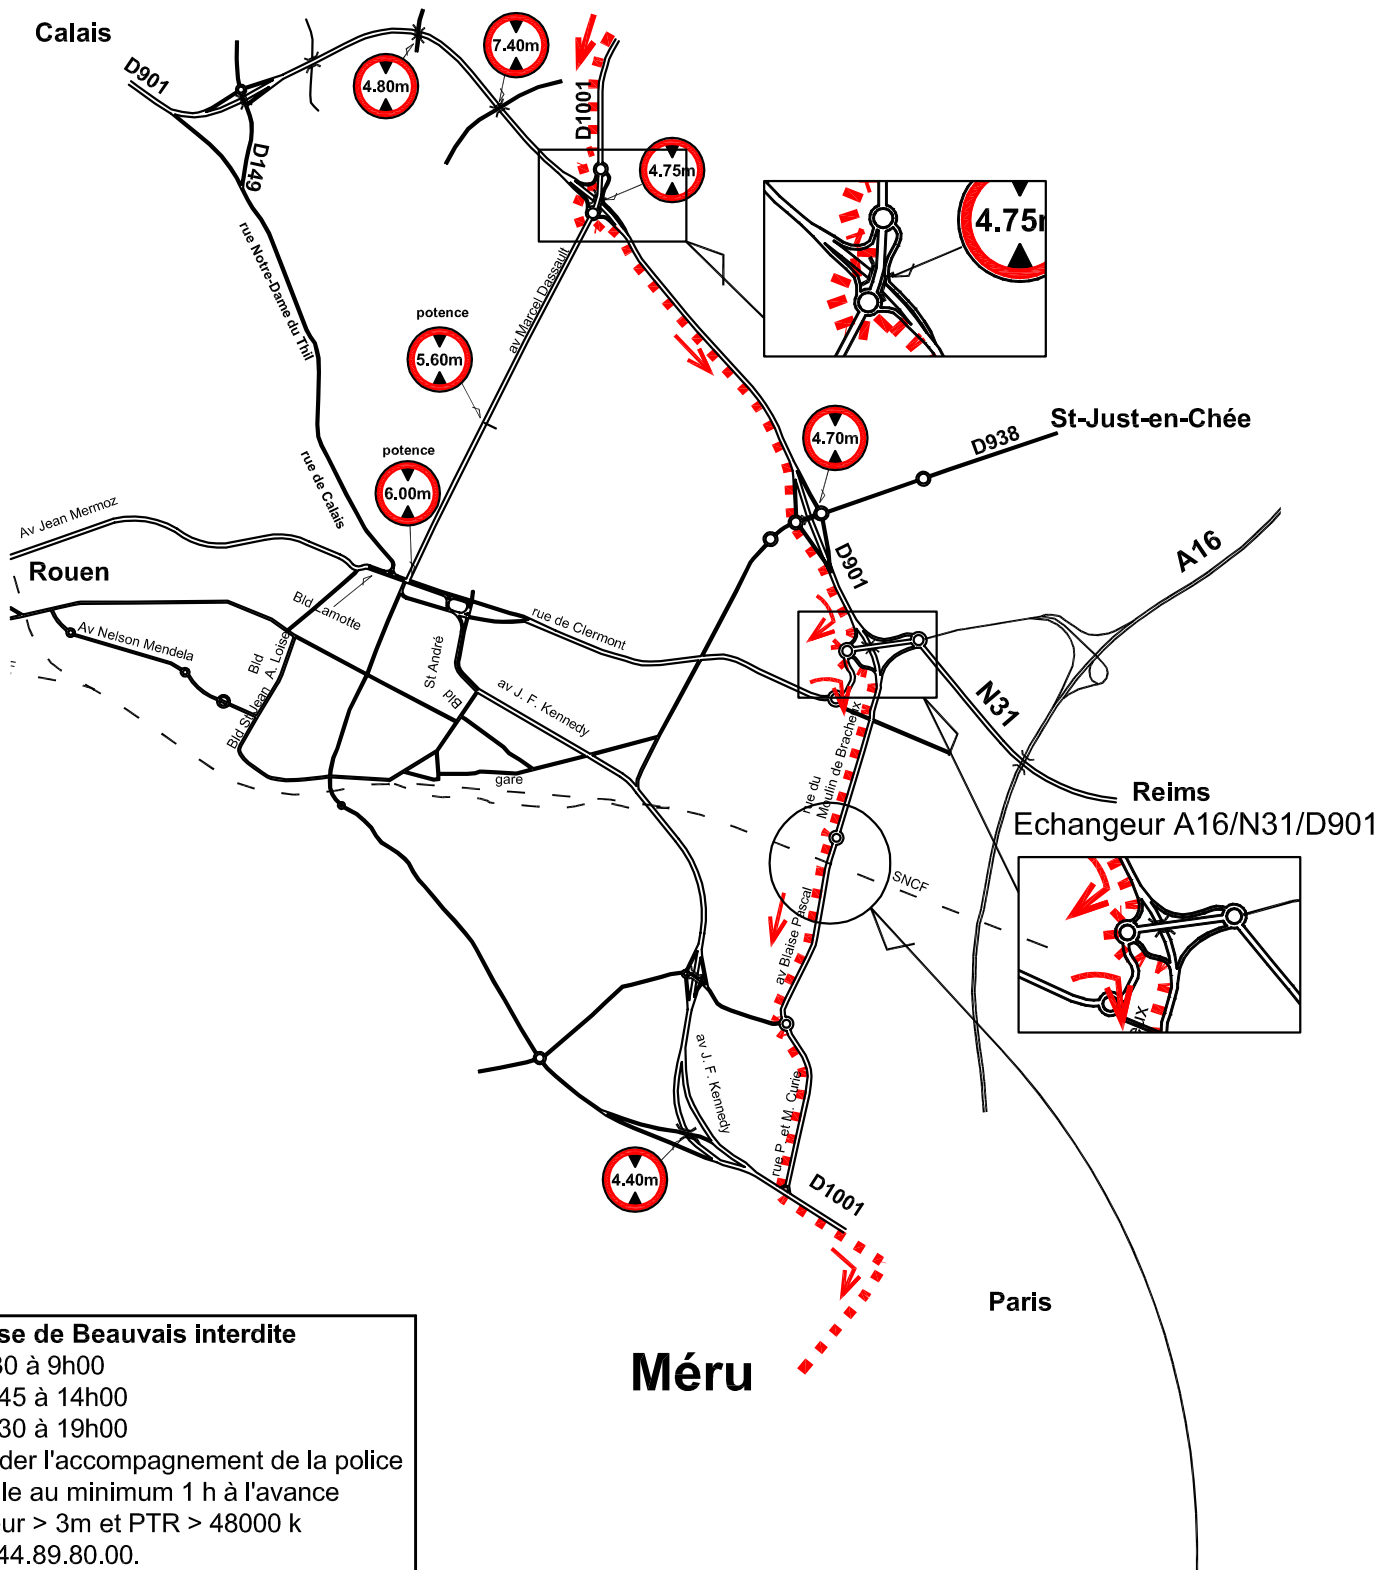 Calais
D901
4.80m
7.40m
D1001
4.75m
D149
4.75
rue Notre-Dame du Thil
av Marcel Dassault
potence
5.60m
St-Just-en-Chée
D938
4.70m
potence
6.00m
rue de Calais
Av Jean Mermoz
Rouen
D901
A16
Bld Lamotte
rue de Clermont
Av Nelson Mendela
Bld
A. Loise
Bld St Jean
St André
Bld
av J. F. Kennedy
N31
gare
rue du
Moulin de Bracheux
Reims
Echangeur A16/N31/D901
SNCF
av Blaise Pascal
eux
av J. F. Kennedy
rue P. et M. Curie
4.40m
D1001
Paris
Méru
se de Beauvais interdite
30 à 9h00
45 à 14h00
30 à 19h00
der l'accompagnement de la police
le au minimum 1 h à l'avance
ur > 3m et PTR > 48000 k
44.89.80.00.